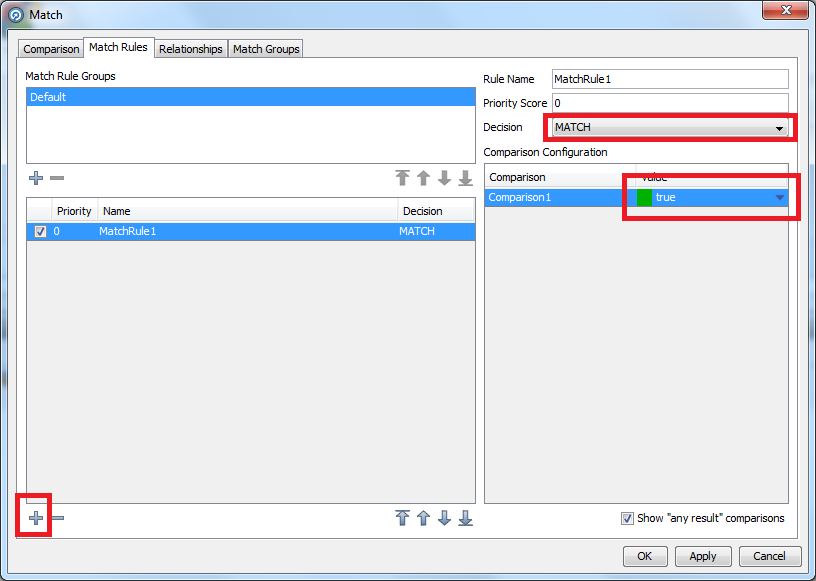 Match
Comparison Match Rules Relationships Match Groups
Match Rule Groups
Default
Priority Name Decision
0 MatchRule1 MATCH
Rule Name MatchRule1
Priority Score 0
Decision MATCH
Comparison Configuration
Comparison Value
Comparison1 true
Show "any result" comparisons
OK Apply Cancel